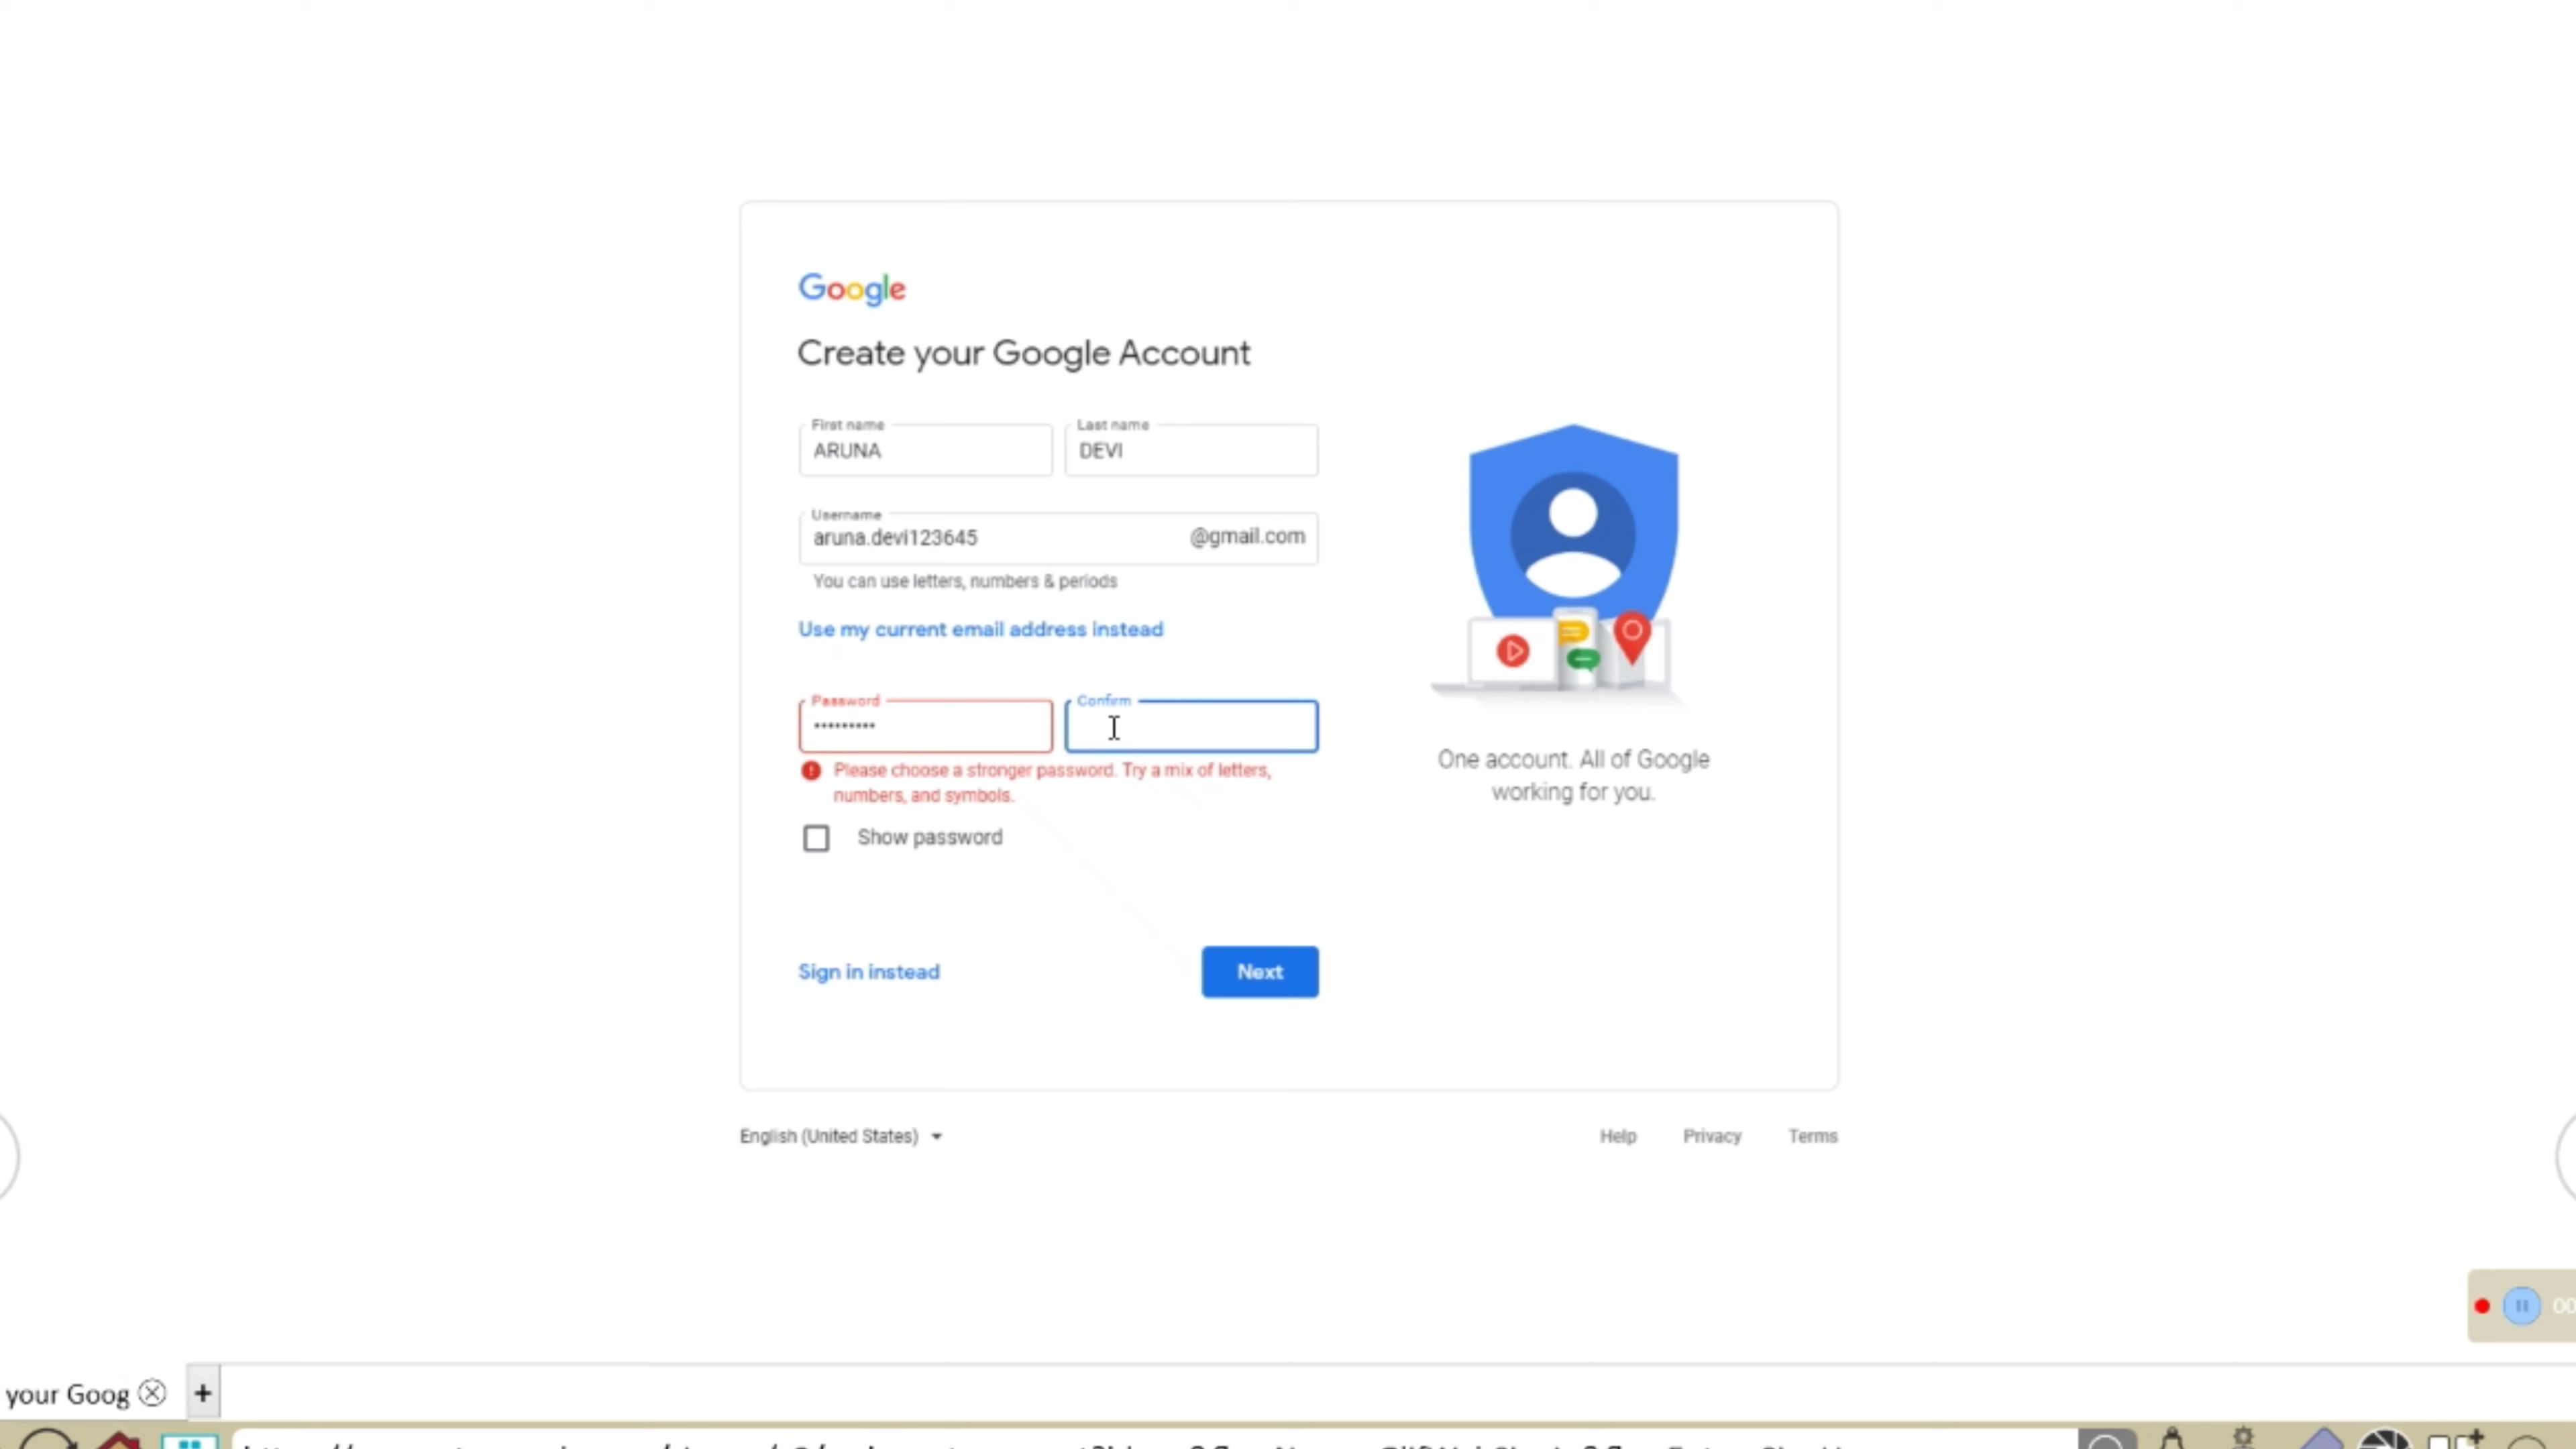 Google
Create your Google Account
First name
Last name
ARUNA
DEVI
Username
aruna.devi123645
@gmail.com
You can use letters, numbers & periods
Use my current email address instead
Password
Confirm
•••••••••
Please choose a stronger password. Try a mix of letters,
numbers, and symbols.
Show password
Sign in instead
Next
One account. All of Google
working for you.
English (United States)
Help
Privacy
Terms
00
your Goog
+